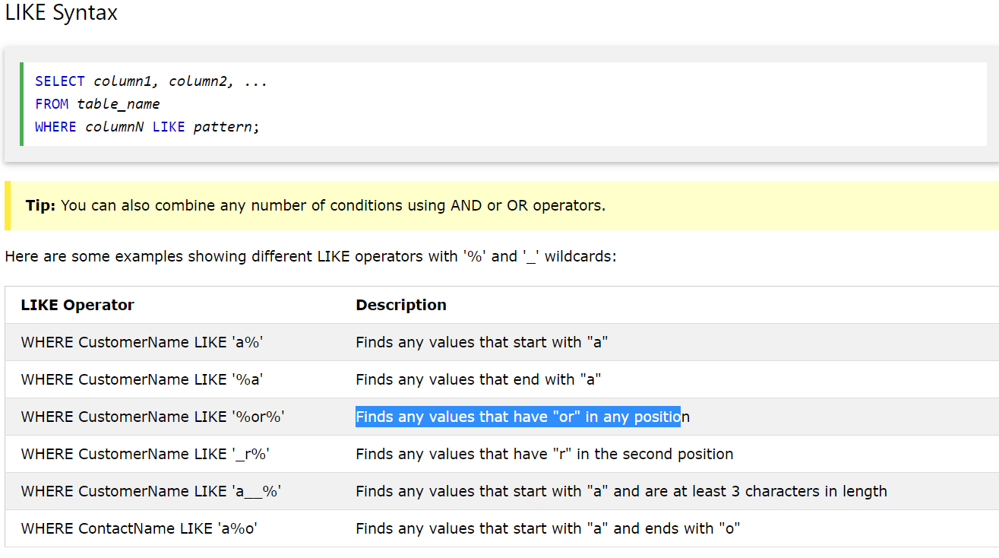 LIKE Syntax
SELECT column1, column2, ...
FROM table_name
WHERE columnN LIKE pattern;
Tip: You can also combine any number of conditions using AND or OR operators.
Here are some examples showing different LIKE operators with '%' and '_' wildcards:
LIKE Operator Description
WHERE CustomerName LIKE 'a%' Finds any values that start with "a"
WHERE CustomerName LIKE '%a' Finds any values that end with "a"
WHERE CustomerName LIKE '%or%' Finds any values that have "or" in any position
WHERE CustomerName LIKE '_r%' Finds any values that have "r" in the second position
WHERE CustomerName LIKE 'a__%' Finds any values that start with "a" and are at least 3 characters in length
WHERE ContactName LIKE 'a%o' Finds any values that start with "a" and ends with "o"